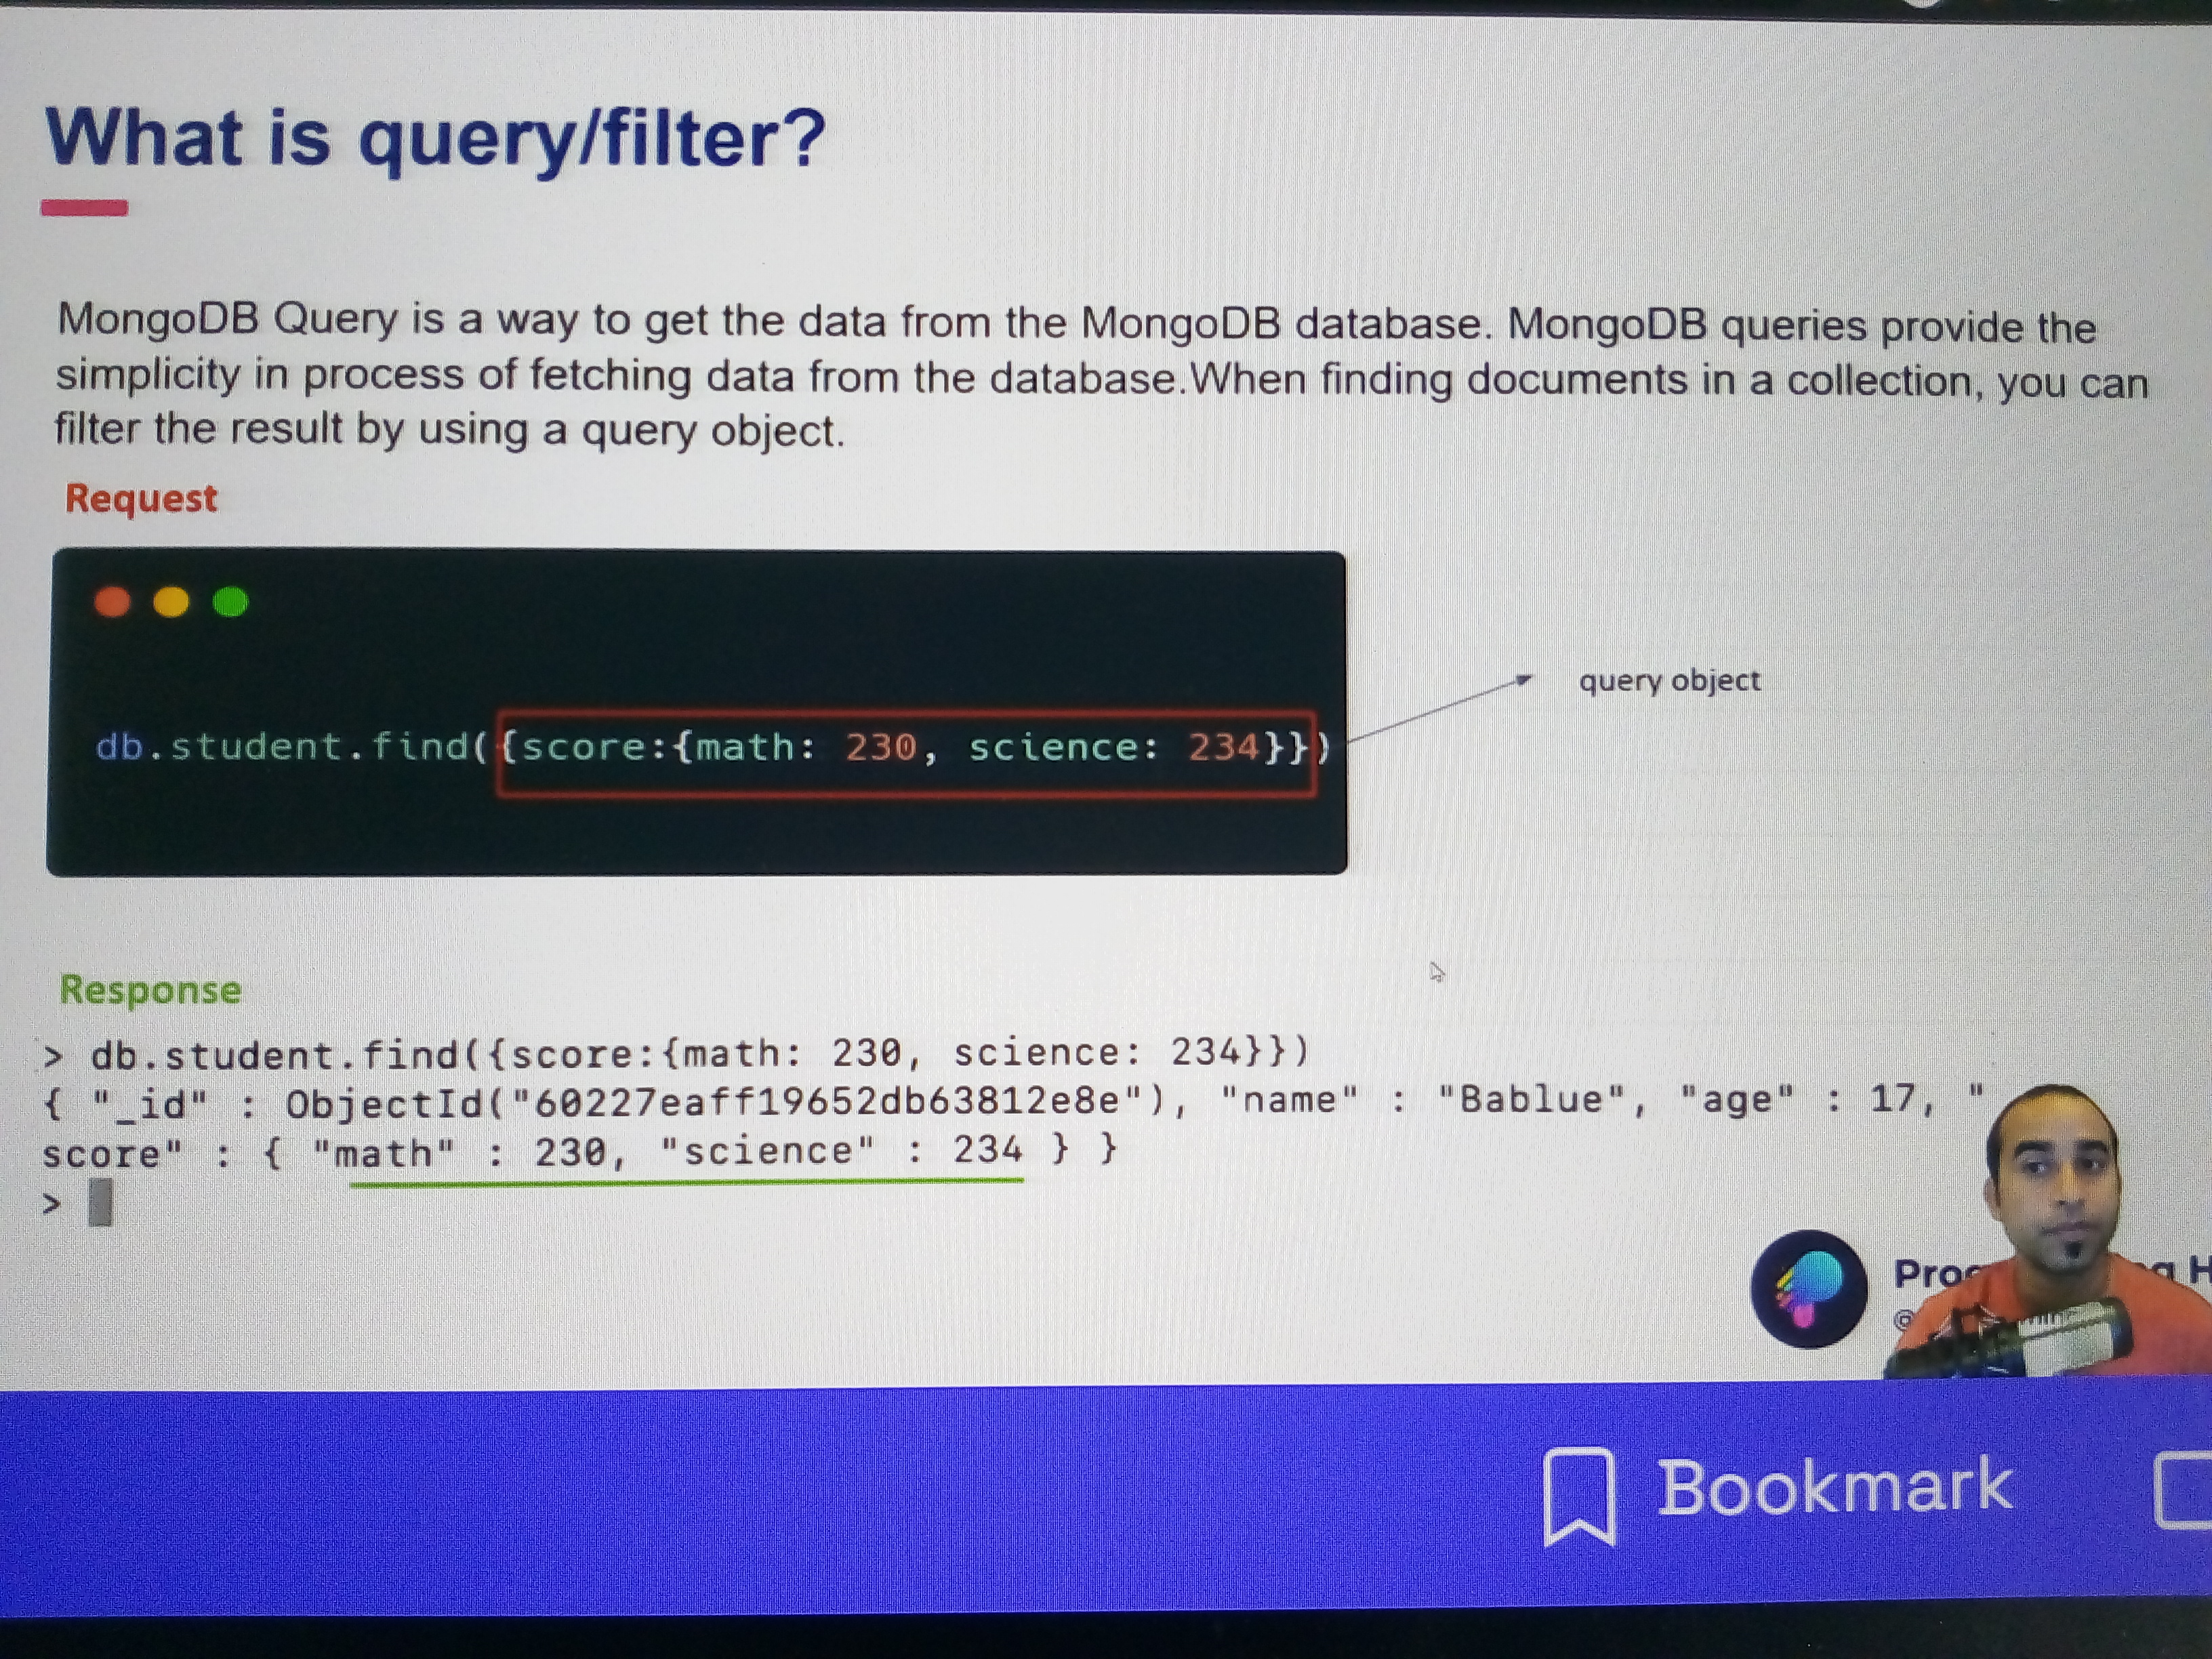 What is query/filter?
MongoDB Query is a way to get the data from the MongoDB database. MongoDB queries provide the
simplicity in process of fetching data from the database.When finding documents in a collection, you can
filter the result by using a query object.
Request
db.student.find({score:{math: 230, science: 234}})
query object
Response
> db.student.find({score:{math: 230, science: 234}})
{ "_id" : ObjectId("60227eaff19652db63812e8e"), "name" : "Bablue", "age" : 17, "
score" : { "math" : 230, "science" : 234 } }
>
Bookmark